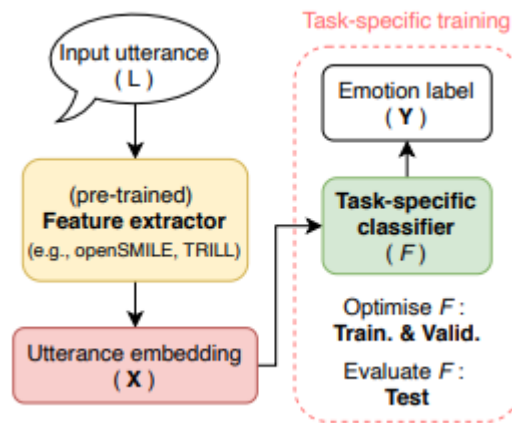 Task-specific training
Input utterance
( L )
(pre-trained)
Feature extractor
(e.g., openSMILE, TRILL)
Utterance embedding
( X )
Emotion label
( Y )
Task-specific
classifier
( F )
Optimise F :
Train. & Valid.
Evaluate F :
Test